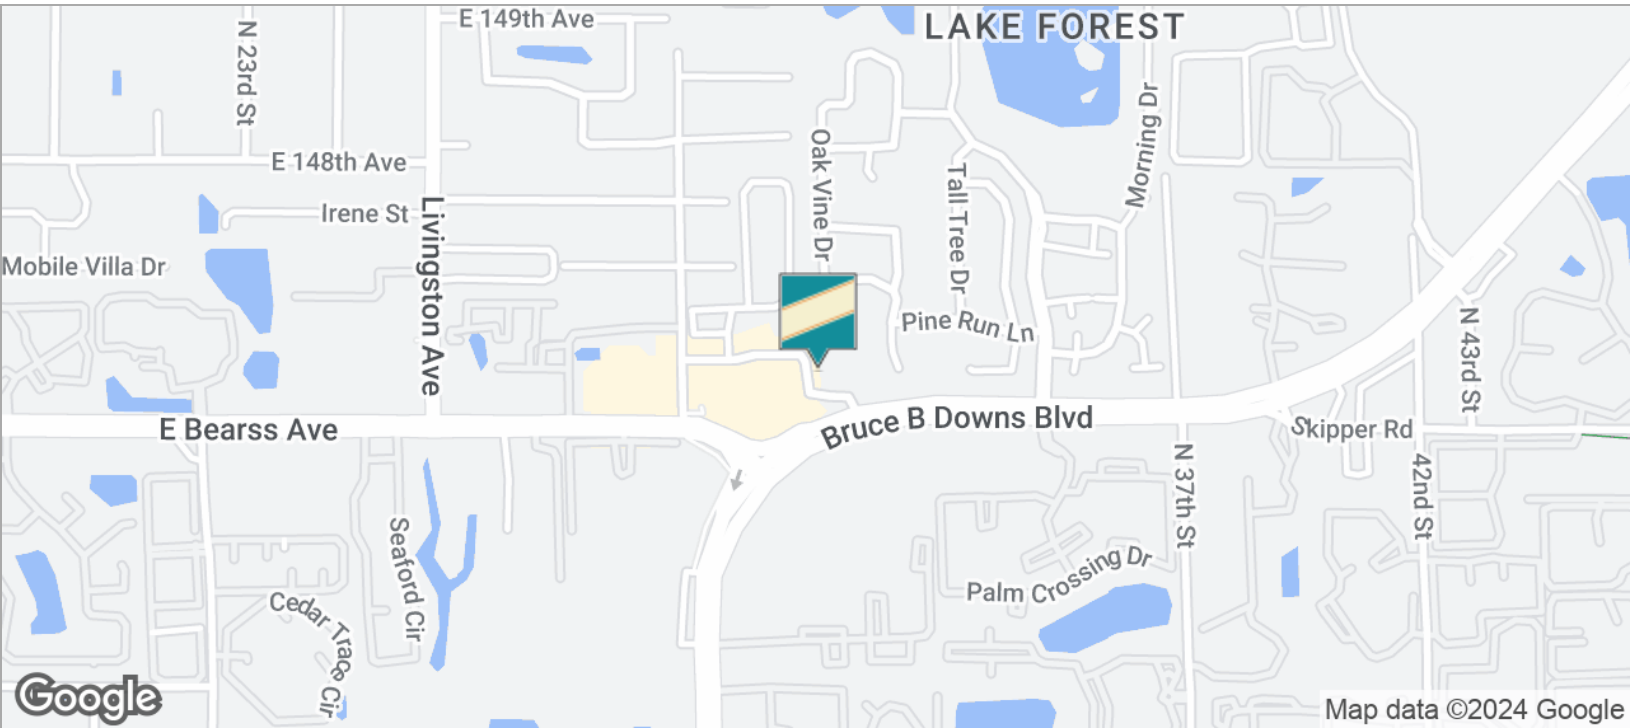 E 149th Ave
LAKE FOREST
N 23rd St
Morning Dr
Oak Vine Dr
E 148th Ave
Tall Tree Dr
Irene St
Livingston Ave
Mobile Villa Dr
Pine Run Ln
N 43rd St
E Bearss Ave
Bruce B Downs Blvd
Skipper Rd
N 37th St
42nd St
Seaford Cir
Palm Crossing Dr
Cedar Trace Cir
Google
Map data ©2024 Google